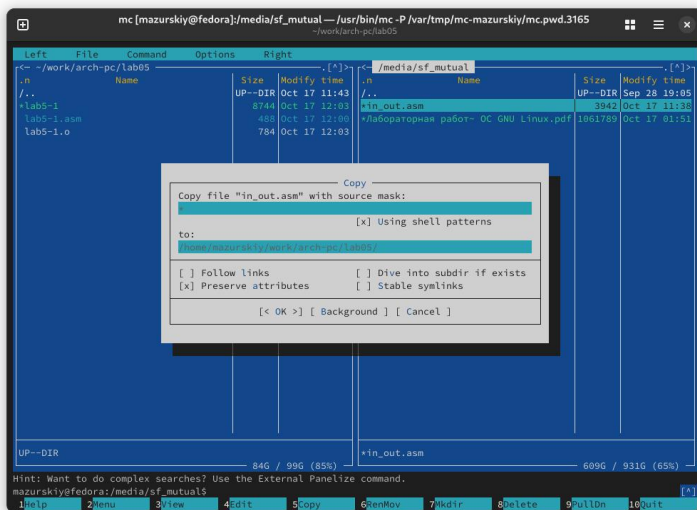 mc [mazurskiy@fedora]:/media/sf_mutual — /usr/bin/mc -P /var/tmp/mc-mazurskiy/mc.pwd.3165
~/work/arch-pc/lab05
Left File Command Options Right
<— ~/work/arch-pc/lab05 .[^]> <— /media/sf_mutual .[^]>
.n Name Size Modify time .n Name Size Modify time
/.. UP--DIR Oct 17 11:43 /.. UP--DIR Sep 28 19:05
*lab5-1 8744 Oct 17 12:03 *in_out.asm 3942 Oct 17 11:38
lab5-1.asm 488 Oct 17 12:00 *Лабораторная работ~ ОС GNU Linux.pdf 1061789 Oct 17 01:51
lab5-1.o 784 Oct 17 12:03
Copy
Copy file "in_out.asm" with source mask:
*
[x] Using shell patterns
to:
/home/mazurskiy/work/arch-pc/lab05/
[ ] Follow links [ ] Dive into subdir if exists
[x] Preserve attributes [ ] Stable symlinks
[< OK >] [ Background ] [ Cancel ]
UP--DIR *in_out.asm
84G / 99G (85%) 609G / 931G (65%)
Hint: Want to do complex searches? Use the External Panelize command.
mazurskiy@fedora:/media/sf_mutual$ [^]
1Help 2Menu 3View 4Edit 5Copy 6RenMov 7Mkdir 8Delete 9PullDn 10Quit